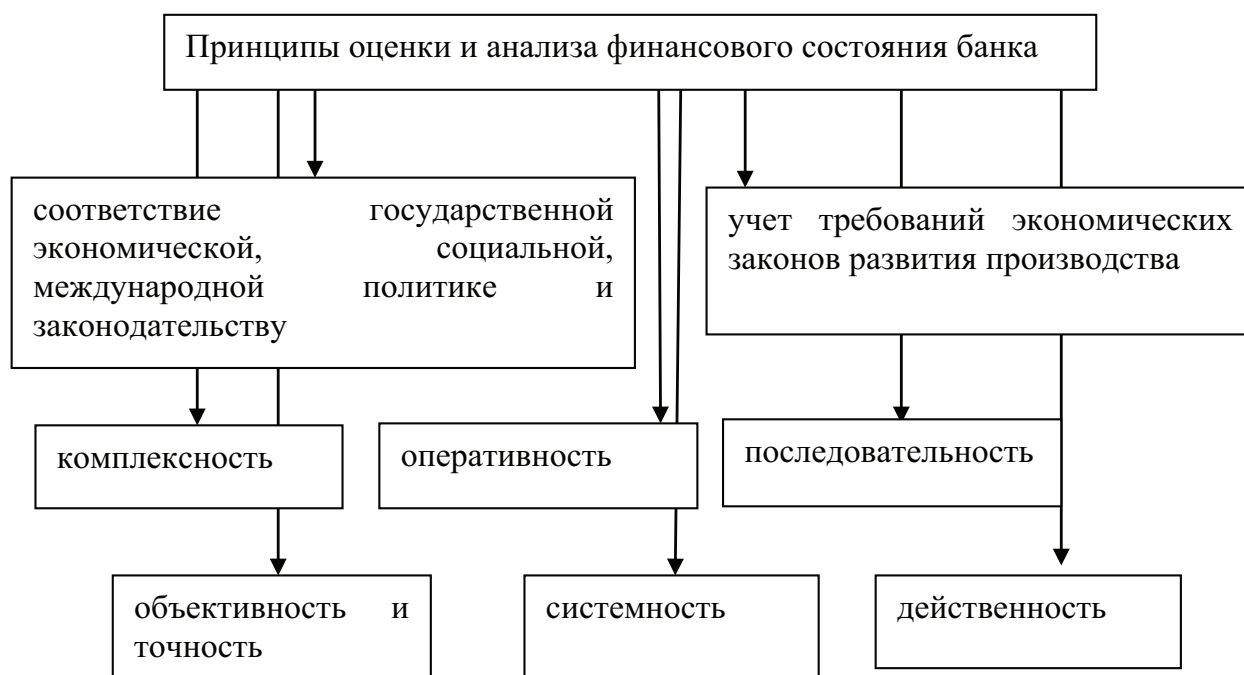 Принципы оценки и анализа финансового состояния банка
соответствие государственной
экономической, социальной,
международной политике и
законодательству
учет требований экономических
законов развития производства
комплексность
оперативность
последовательность
объективность и
точность
системность
действенность